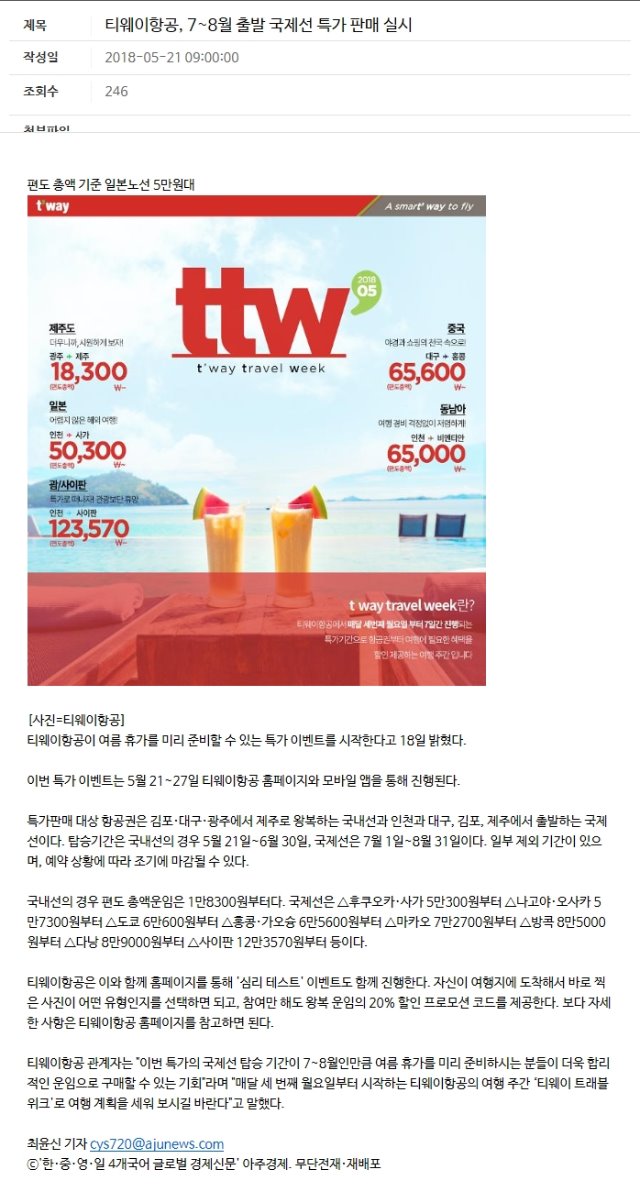 제목 티웨이항공, 7~8월 출발 국제선 특가 판매 실시
작성일 2018-05-21 09:00:00
조회수 246
첨부파일
편도 총액 기준 일본노선 5만원대
t'way A smart' way to fly
ttw'
2018
05
t'way travel week
제주도
더우니까, 시원하게 보자!
광주 → 제주
18,300
(편도총액) ₩~
일본
어렵지 않은 해외 여행!
인천 → 사가
50,300
(편도총액) ₩~
괌/사이판
특가로 떠나자! 관광보단 휴양
인천 → 사이판
123,570
(편도총액) ₩~
중국
야경과 쇼핑의 천국 속으로!
대구 → 홍콩
65,600
(편도총액) ₩~
동남아
여행 경비 걱정없이 저렴하게!
인천 → 비엔티안
65,000
(편도총액) ₩~
t way travel week란?
티웨이항공에서 매달 세번째 월요일 부터 7일간 진행되는
특가기간으로 항공권부터 여행에 필요한 혜택을
할인 제공하는 여행 주간 입니다
[사진=티웨이항공]
티웨이항공이 여름 휴가를 미리 준비할 수 있는 특가 이벤트를 시작한다고 18일 밝혔다.
이번 특가 이벤트는 5월 21~27일 티웨이항공 홈페이지와 모바일 앱을 통해 진행된다.
특가판매 대상 항공권은 김포·대구·광주에서 제주로 왕복하는 국내선과 인천과 대구, 김포, 제주에서 출발하는 국제
선이다. 탑승기간은 국내선의 경우 5월 21일~6월 30일, 국제선은 7월 1일~8월 31일이다. 일부 제외 기간이 있으
며, 예약 상황에 따라 조기에 마감될 수 있다.
국내선의 경우 편도 총액운임은 1만8300원부터다. 국제선은 △후쿠오카·사가 5만300원부터 △나고야·오사카 5
만7300원부터 △도쿄 6만600원부터 △홍콩·가오슝 6만5600원부터 △마카오 7만2700원부터 △방콕 8만5000
원부터 △다낭 8만9000원부터 △사이판 12만3570원부터 등이다.
티웨이항공은 이와 함께 홈페이지를 통해 '심리 테스트' 이벤트도 함께 진행한다. 자신이 여행지에 도착해서 바로 찍
은 사진이 어떤 유형인지를 선택하면 되고, 참여만 해도 왕복 운임의 20% 할인 프로모션 코드를 제공한다. 보다 자세
한 사항은 티웨이항공 홈페이지를 참고하면 된다.
티웨이항공 관계자는 "이번 특가의 국제선 탑승 기간이 7~8월인만큼 여름 휴가를 미리 준비하시는 분들이 더욱 합리
적인 운임으로 구매할 수 있는 기회"라며 "매달 세 번째 월요일부터 시작하는 티웨이항공의 여행 주간 '티웨이 트래블
위크'로 여행 계획을 세워 보시길 바란다"고 말했다.
최윤신 기자 cys720@ajunews.com
ⓒ'한·중·영·일 4개국어 글로벌 경제신문' 아주경제. 무단전재·재배포